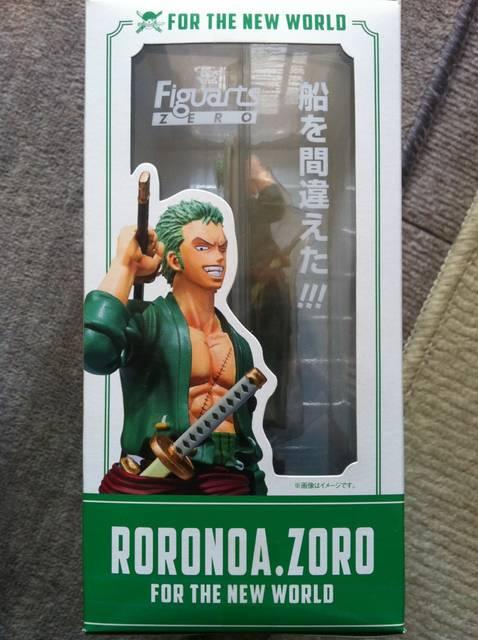 FOR THE NEW WORLD
Figuarts
ZERO
船を間違えた!!!
※画像はイメージです。
RORONOA.ZORO
FOR THE NEW WORLD